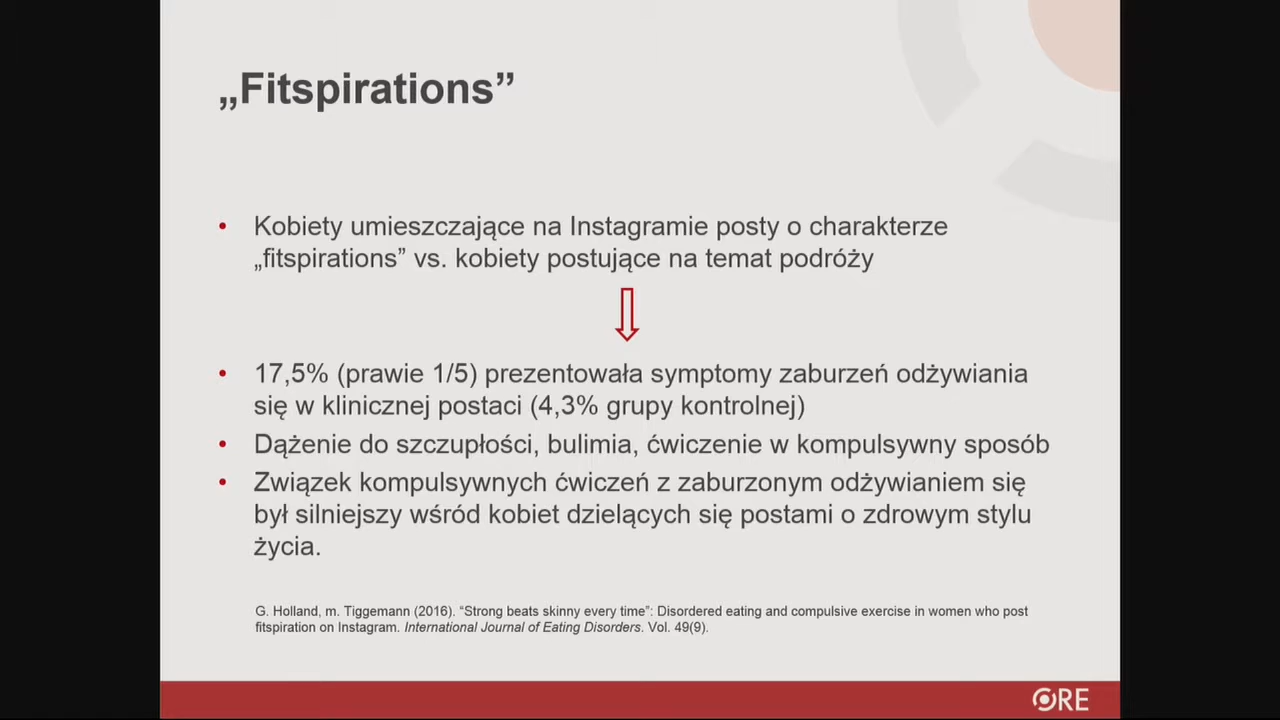 „Fitspirations”
• Kobiety umieszczające na Instagramie posty o charakterze
„fitspirations” vs. kobiety postujące na temat podróży
• 17,5% (prawie 1/5) prezentowała symptomy zaburzeń odżywiania
się w klinicznej postaci (4,3% grupy kontrolnej)
• Dążenie do szczupłości, bulimia, ćwiczenie w kompulsywny sposób
• Związek kompulsywnych ćwiczeń z zaburzonym odżywianiem się
był silniejszy wśród kobiet dzielących się postami o zdrowym stylu
życia.
G. Holland, m. Tiggemann (2016). “Strong beats skinny every time”: Disordered eating and compulsive exercise in women who post
fitspiration on Instagram. International Journal of Eating Disorders. Vol. 49(9).
ORE